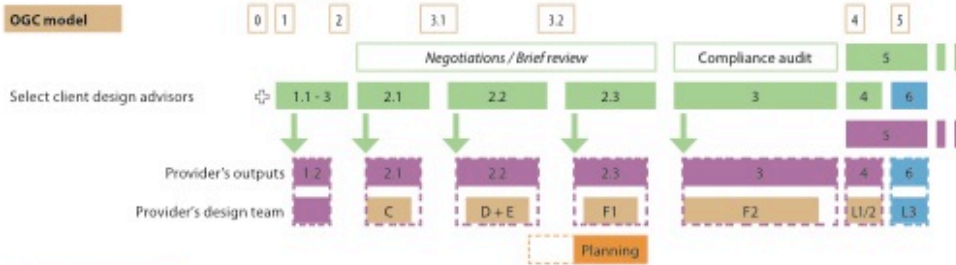 OGC model 0 1 2 3.1 3.2 4 5
Negotiations / Brief review Compliance audit 5
Select client design advisors 1.1 - 3 2.1 2.2 2.3 3 4 6
5
Provider's outputs 1.2 2.1 2.2 2.3 3 4 6
Provider's design team C D + E F1 F2 L1/2 L3
Planning